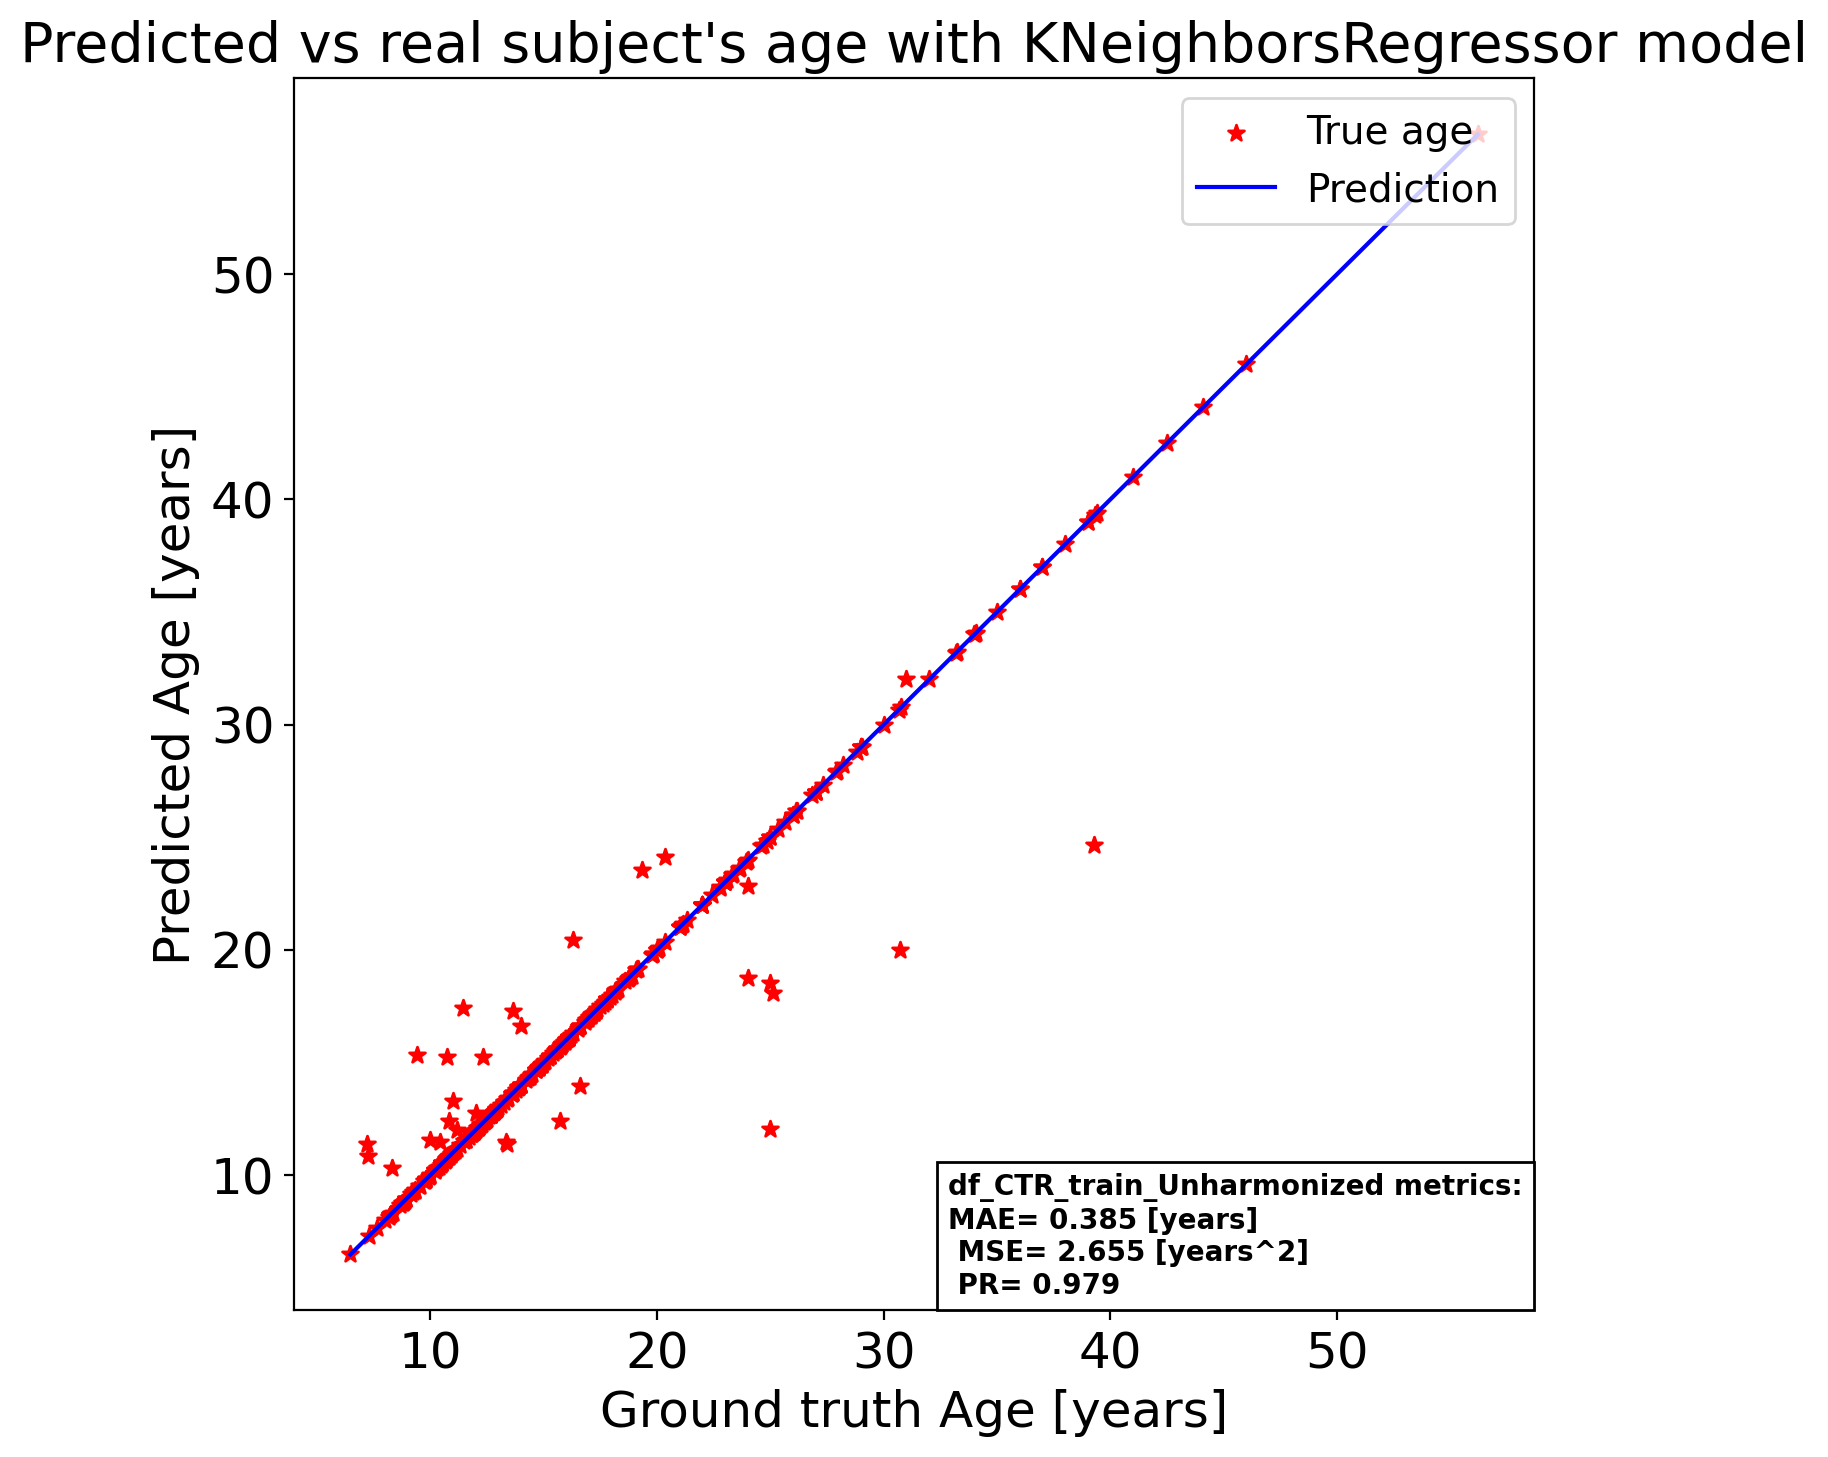 Predicted vs real subject's age with KNeighborsRegressor model
True age
Prediction
Predicted Age [years]
50
40
30
20
10
df_CTR_train_Unharmonized metrics:
MAE= 0.385 [years]
MSE= 2.655 [years^2]
PR= 0.979
10 20 30 40 50
Ground truth Age [years]